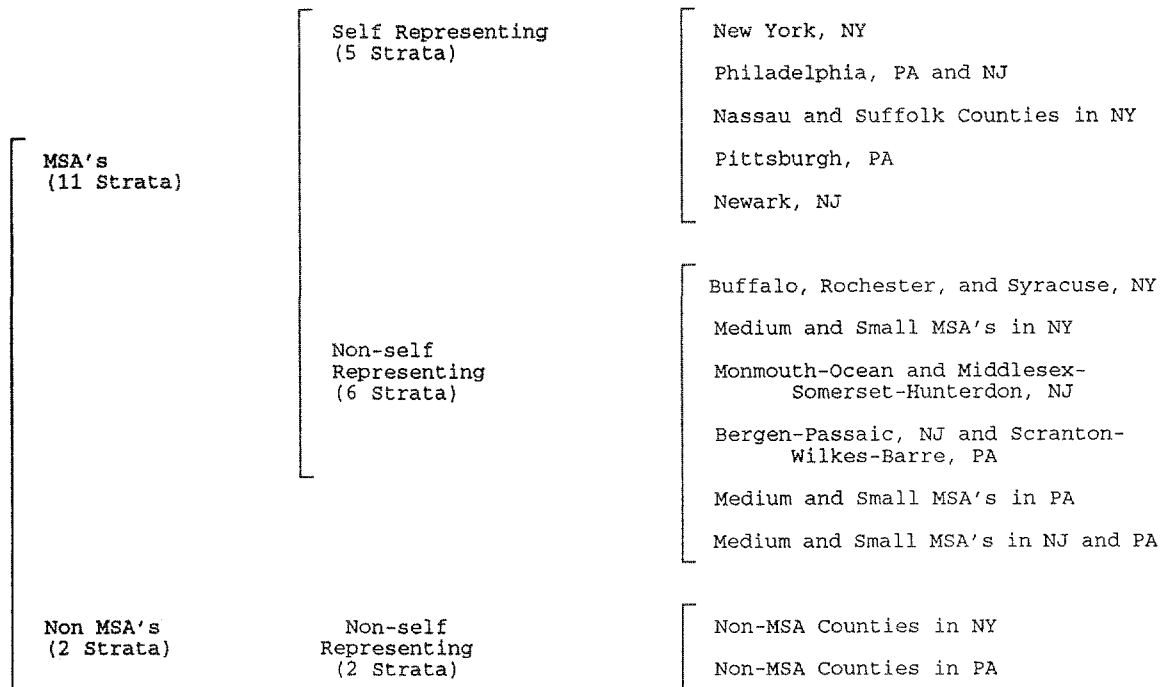 Self Representing
(5 Strata)
New York, NY
Philadelphia, PA and NJ
Nassau and Suffolk Counties in NY
Pittsburgh, PA
Newark, NJ
MSA's
(11 Strata)
Non-self
Representing
(6 Strata)
Buffalo, Rochester, and Syracuse, NY
Medium and Small MSA's in NY
Monmouth-Ocean and Middlesex-
Somerset-Hunterdon, NJ
Bergen-Passaic, NJ and Scranton-
Wilkes-Barre, PA
Medium and Small MSA's in PA
Medium and Small MSA's in NJ and PA
Non MSA's
(2 Strata)
Non-self
Representing
(2 Strata)
Non-MSA Counties in NY
Non-MSA Counties in PA